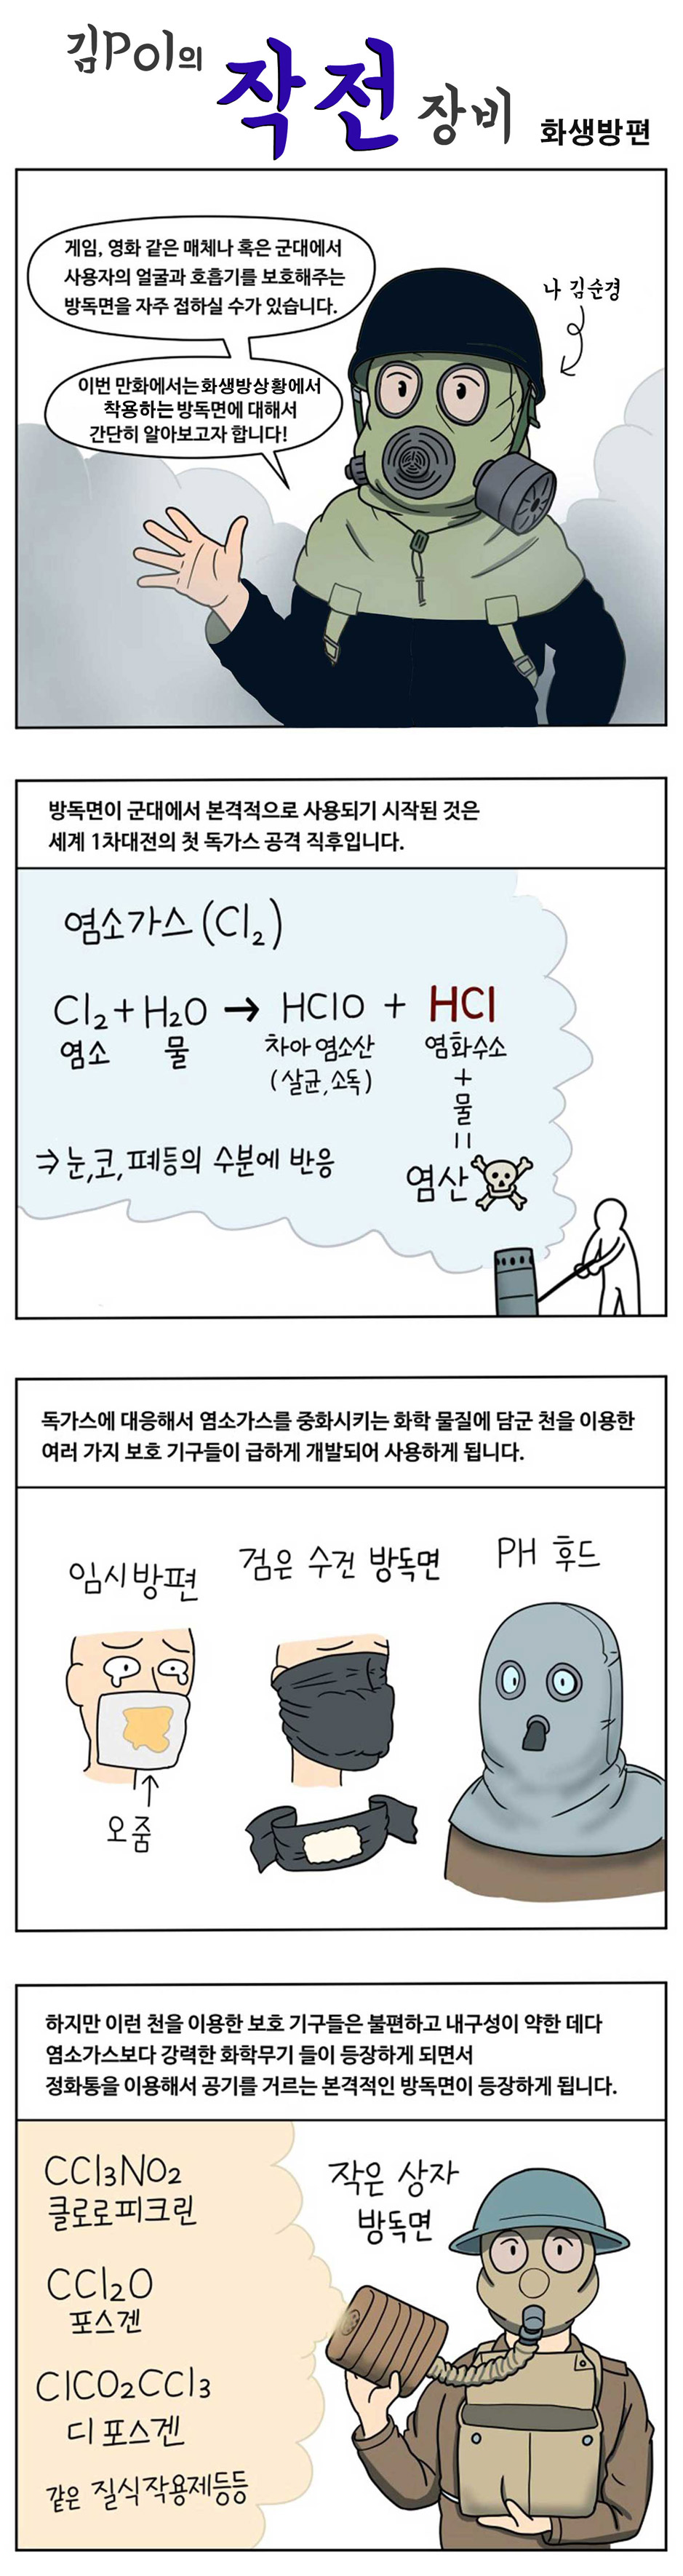 김Pol의 작전 장비 화생방편
게임, 영화 같은 매체나 혹은 군대에서
사용자의 얼굴과 호흡기를 보호해주는
방독면을 자주 접하실 수가 있습니다.
나 김순경
이번 만화에서는 화생방상황에서
착용하는 방독면에 대해서
간단히 알아보고자 합니다!
방독면이 군대에서 본격적으로 사용되기 시작된 것은
세계 1차대전의 첫 독가스 공격 직후입니다.
염소가스 (Cl₂)
Cl₂ + H₂O → HClO + HCl
염소 물 차아 염소산 염화수소
(살균, 소독)
+
물
=
염산
⇒ 눈, 코, 폐등의 수분에 반응
독가스에 대응해서 염소가스를 중화시키는 화학 물질에 담군 천을 이용한
여러 가지 보호 기구들이 급하게 개발되어 사용하게 됩니다.
임시방편
검은 수건 방독면
PH 후드
오줌
하지만 이런 천을 이용한 보호 기구들은 불편하고 내구성이 약한 데다
염소가스보다 강력한 화학무기 들이 등장하게 되면서
정화통을 이용해서 공기를 거르는 본격적인 방독면이 등장하게 됩니다.
CCl₃NO₂
클로로피크린
CCl₂O
포스겐
ClCO₂CCl₃
디 포스겐
같은 질식작용제등등
작은 상자
방독면